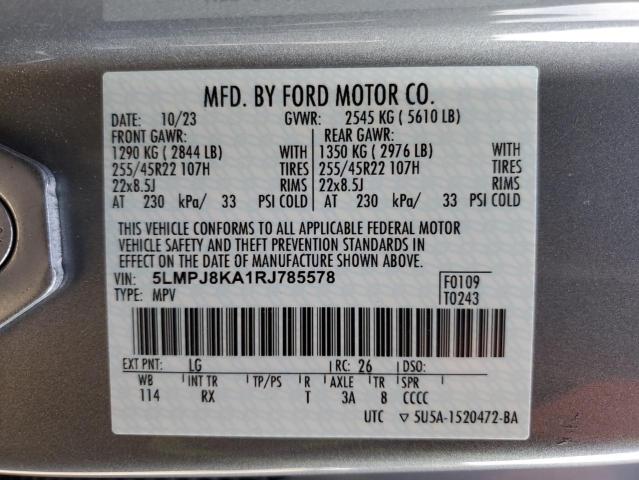 MFD. BY FORD MOTOR CO.
DATE: 10/23 GVWR: 2545 KG ( 5610 LB)
FRONT GAWR: REAR GAWR:
1290 KG ( 2844 LB) WITH 1350 KG ( 2976 LB) WITH
255/45R22 107H TIRES 255/45R22 107H TIRES
22x8.5J RIMS 22x8.5J RIMS
AT 230 kPa/ 33 PSI COLD AT 230 kPa/ 33 PSI COLD
THIS VEHICLE CONFORMS TO ALL APPLICABLE FEDERAL MOTOR
VEHICLE SAFETY AND THEFT PREVENTION STANDARDS IN
EFFECT ON THE DATE OF MANUFACTURE SHOWN ABOVE.
VIN: 5LMPJ8KA1RJ785578 F0109
TYPE: MPV T0243
EXT PNT: LG RC: 26 DSO:
WB INT TR TP/PS R AXLE TR SPR
114 RX T 3A 8 CCCC
UTC ▽ 5U5A-1520472-BA